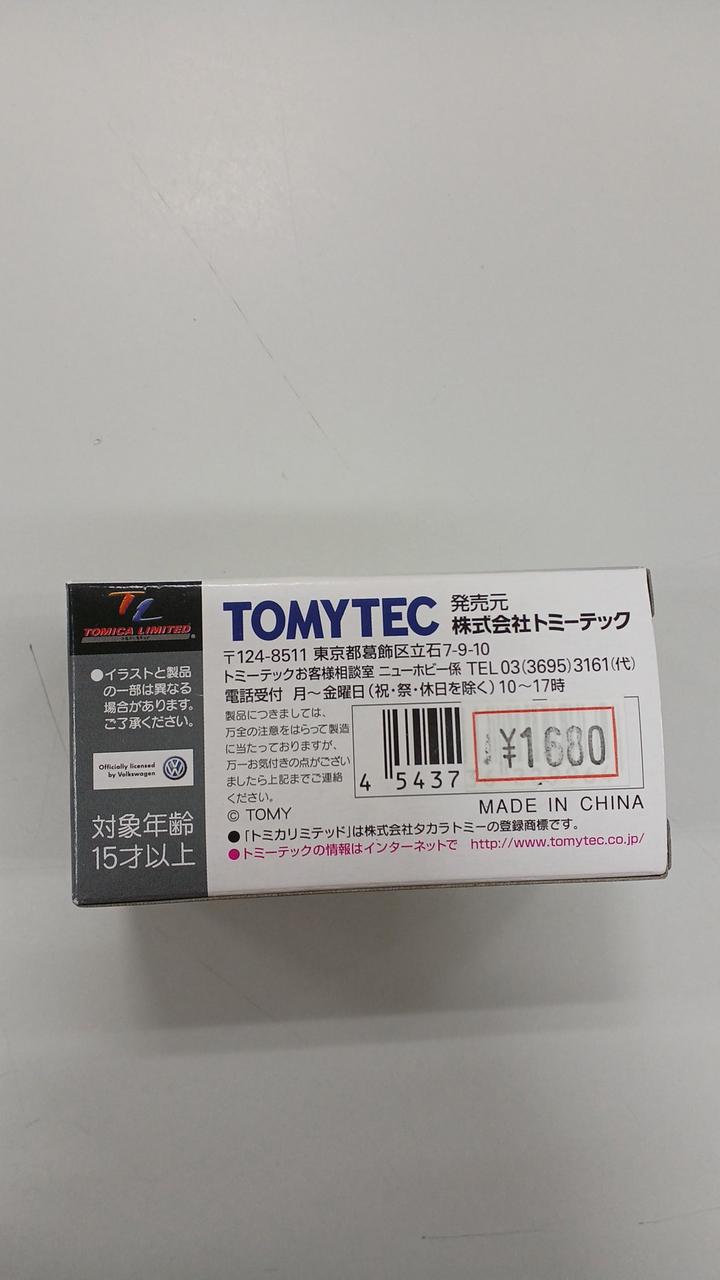 TOMICA LIMITED
●イラストと製品
の一部は異なる
場合があります。
ご了承ください。
Officially licensed
by Volkswagen
対象年齢
15才以上
TOMYTEC
発売元
株式会社トミーテック
〒124-8511 東京都葛飾区立石7-9-10
トミーテックお客様相談室 ニューホビー係 TEL 03(3695)3161(代)
電話受付 月〜金曜日(祝・祭・休日を除く)10〜17時
製品につきましては、
万全の注意をはらって製造
に当たっておりますが、
万一お気付きの点がござい
ましたら上記までご連絡
ください。
© TOMY
4 5437
¥1680
MADE IN CHINA
●「トミカリミテッド」は株式会社タカラトミーの登録商標です。
●トミーテックの情報はインターネットで http://www.tomytec.co.jp/